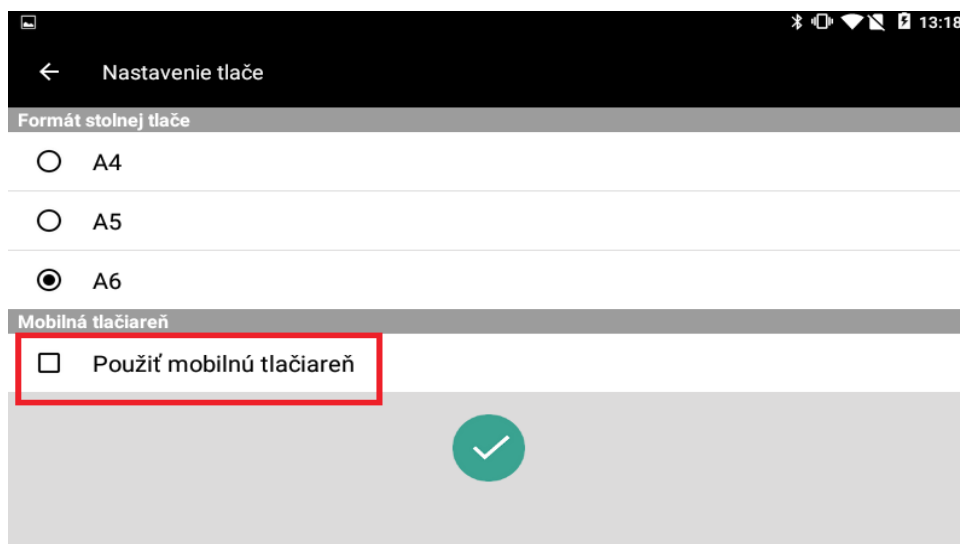 13:18
Nastavenie tlače
Formát stolnej tlače
A4
A5
A6
Mobilná tlačiareň
Použiť mobilnú tlačiareň